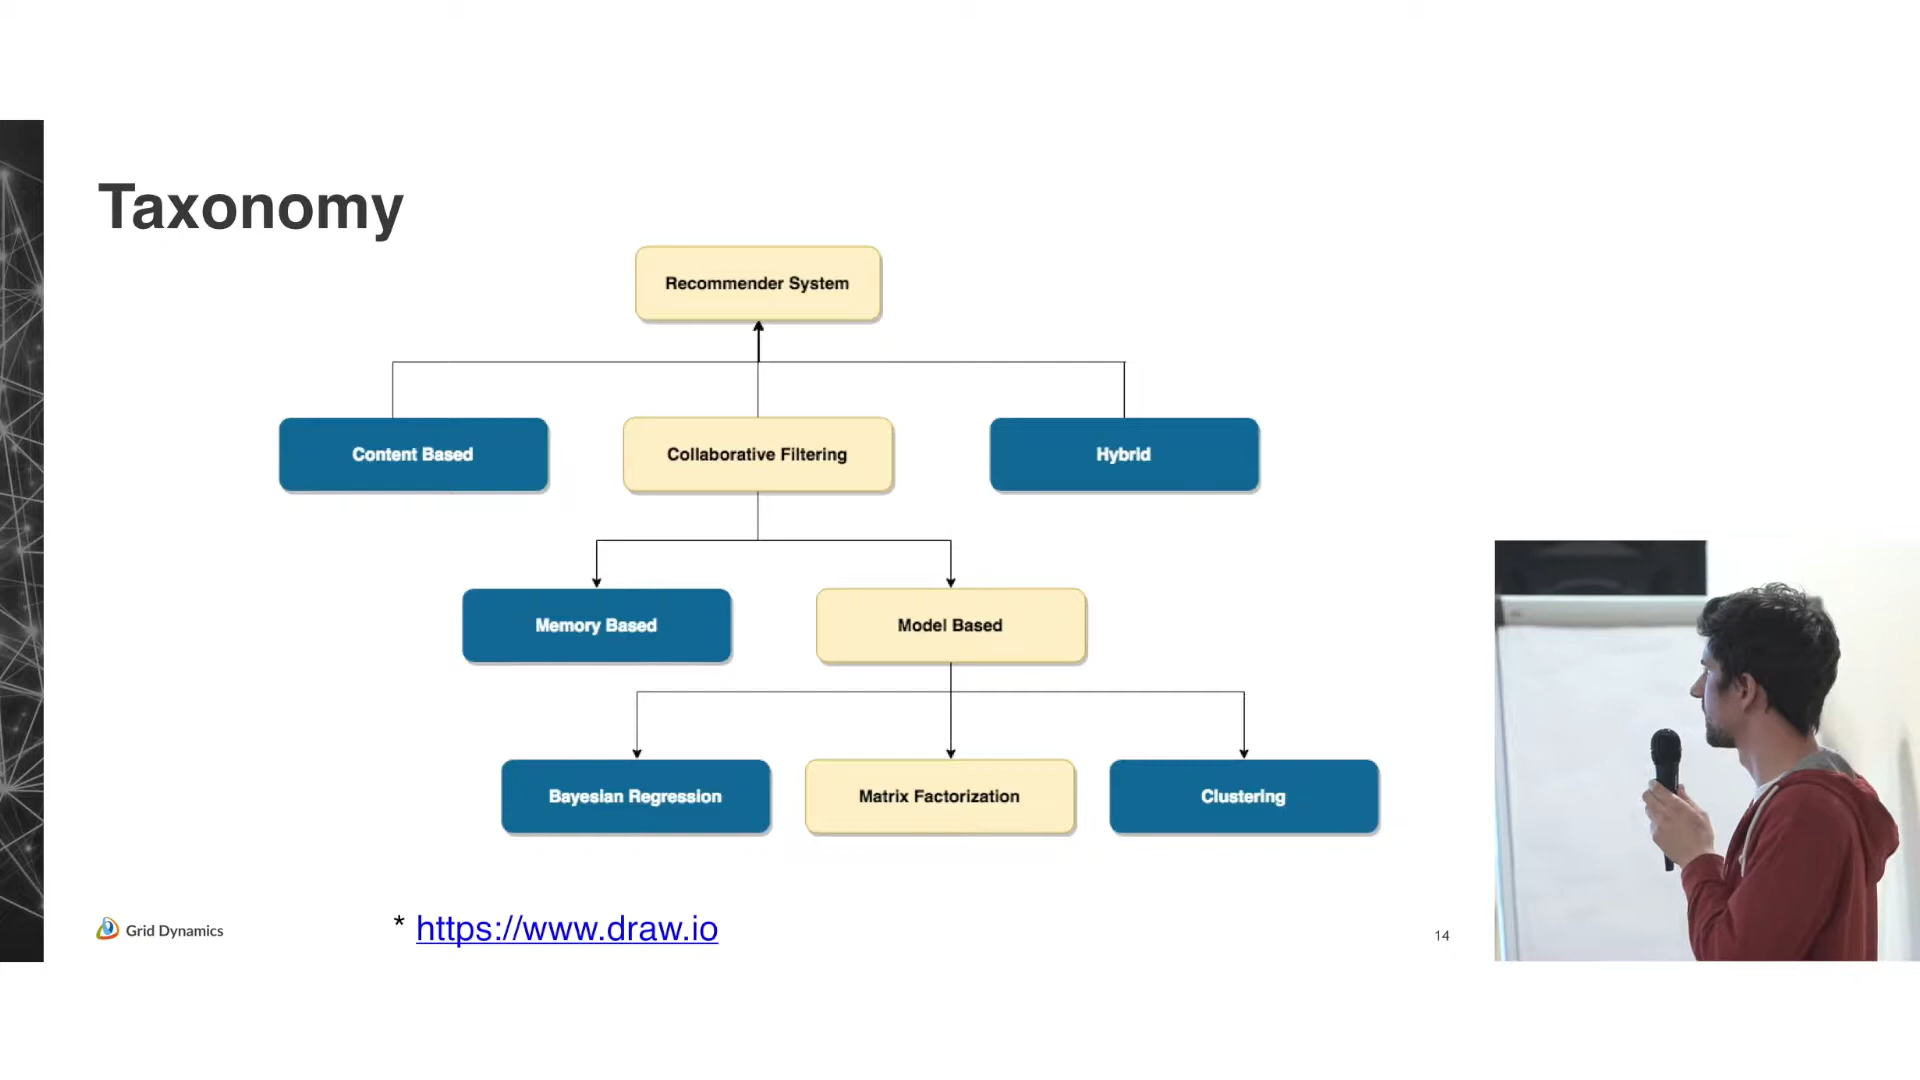 Taxonomy
Recommender System
Content Based
Collaborative Filtering
Hybrid
Memory Based
Model Based
Bayesian Regression
Matrix Factorization
Clustering
Grid Dynamics
* https://www.draw.io
14